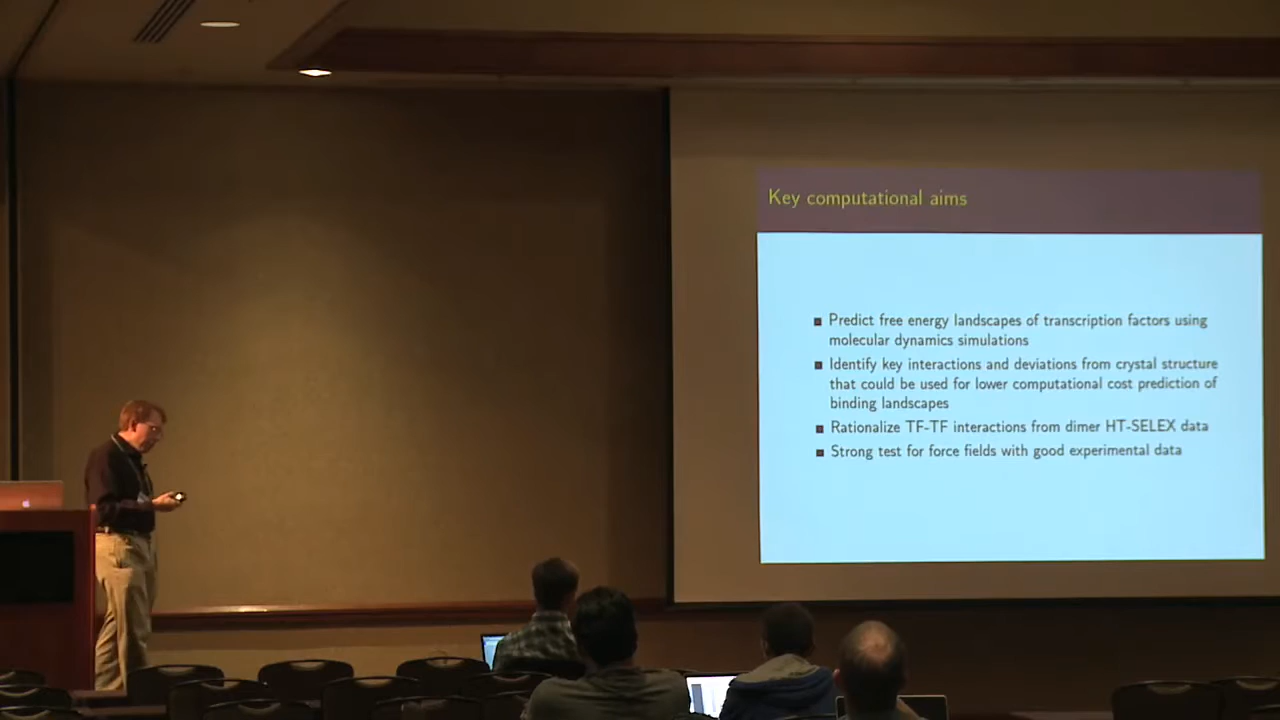 Key computational aims
Predict free energy landscapes of transcription factors using
molecular dynamics simulations
Identify key interactions and deviations from crystal structure
that could be used for lower computational cost prediction of
binding landscapes
Rationalize TF-TF interactions from dimer HT-SELEX data
Strong test for force fields with good experimental data